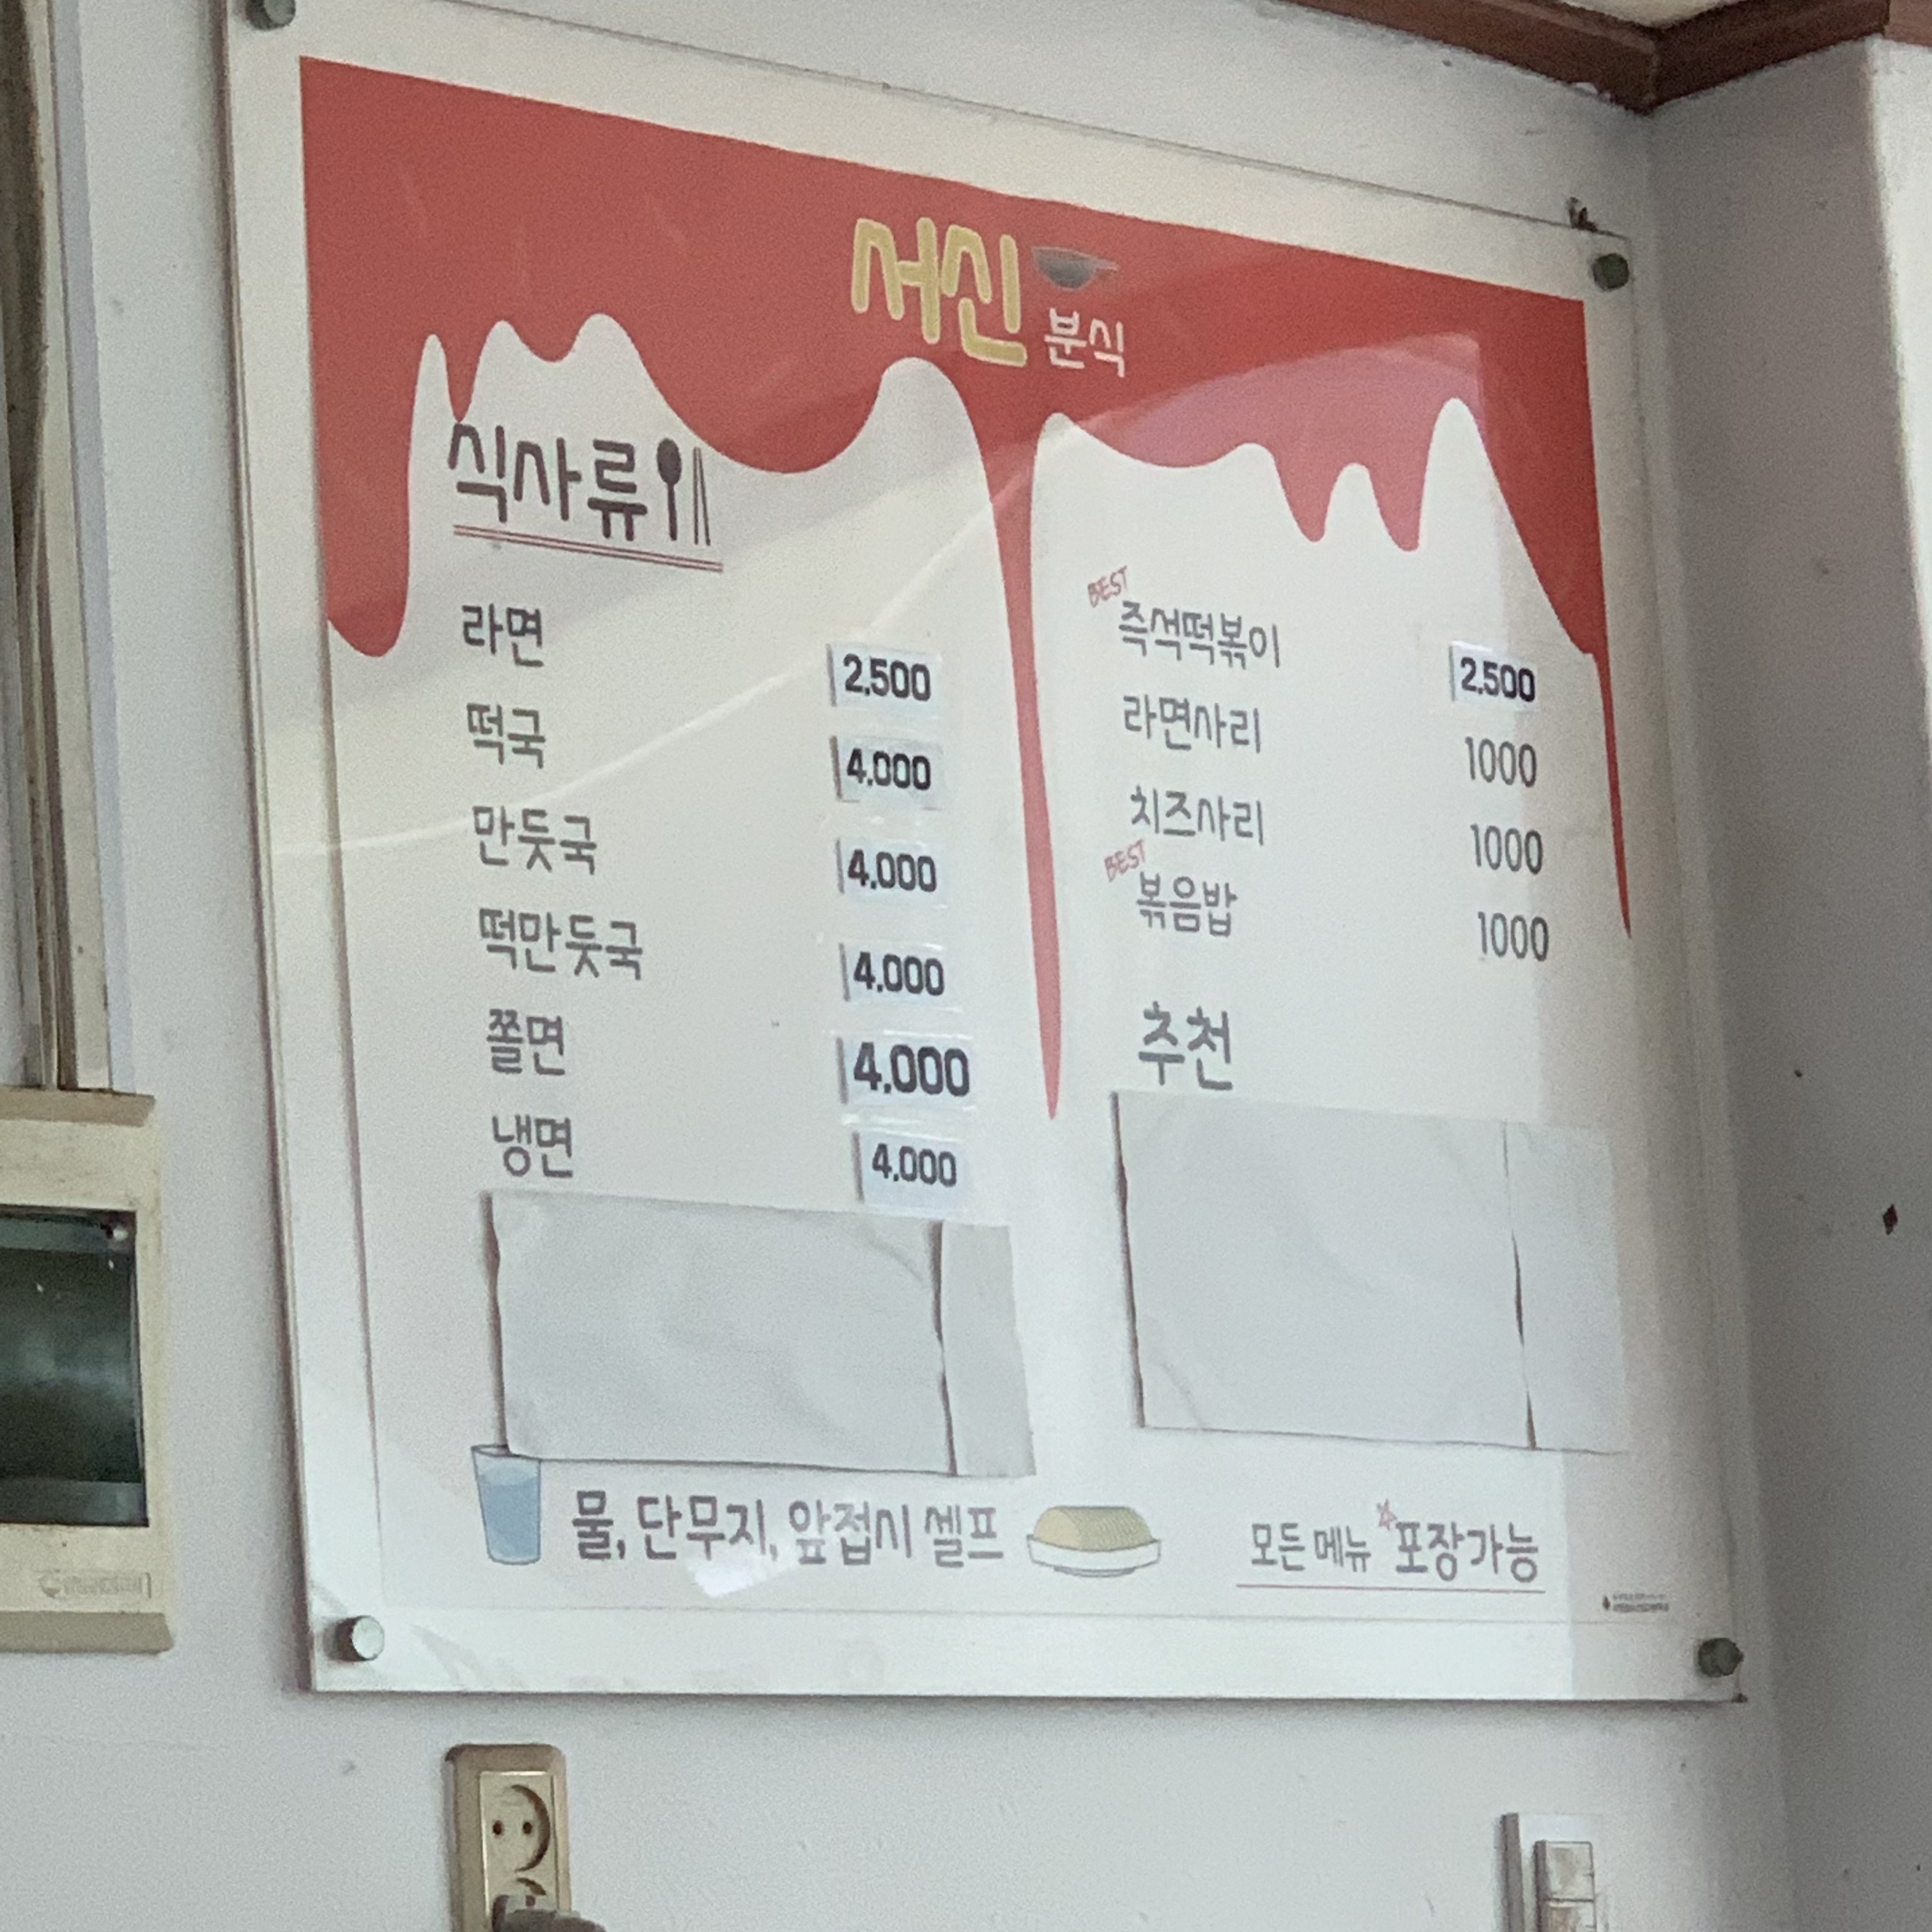 서신
분식
식사류
라면 2,500
떡국 4,000
만둣국 4,000
떡만둣국 4,000
쫄면 4,000
냉면 4,000
BEST
즉석떡볶이 2,500
라면사리 1000
치즈사리 1000
BEST
볶음밥 1000
추천
물, 단무지, 앞접시 셀프
모든 메뉴 포장가능